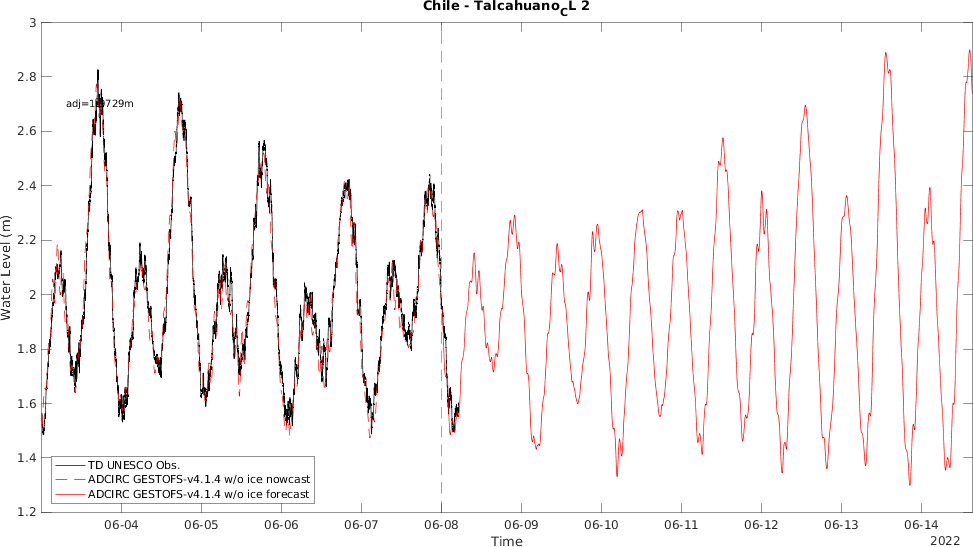 Chile - Talcahuano_CL 2
3
2.8
2.6
2.4
2.2
2
1.8
1.6
1.4
1.2
Water Level (m)
TD UNESCO Obs.
ADCIRC GESTOFS-v4.1.4 w/o ice nowcast
ADCIRC GESTOFS-v4.1.4 w/o ice forecast
06-04 06-05 06-06 06-07 06-08 06-09 06-10 06-11 06-12 06-13 06-14
Time
2022